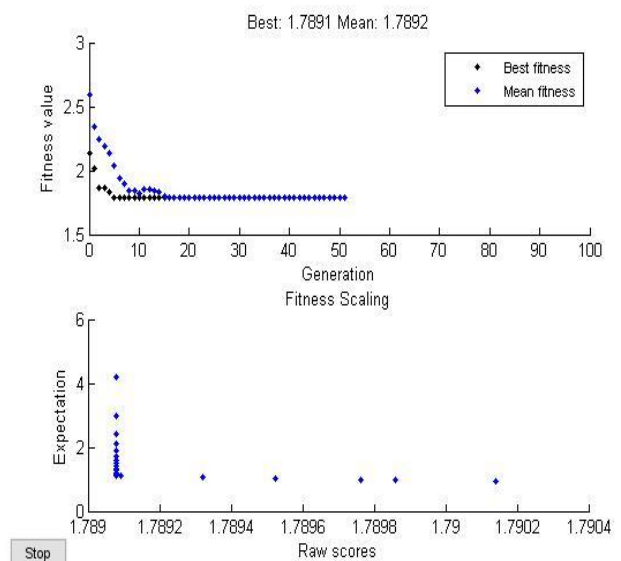 Best: 1.7891 Mean: 1.7892
3
2.5
2
1.5
Fitness value
Best fitness
Mean fitness
0 10 20 30 40 50 60 70 80 90 100
Generation
Fitness Scaling
6
4
2
0
Expectation
1.789 1.7892 1.7894 1.7896 1.7898 1.79 1.7902 1.7904
Raw scores
Stop